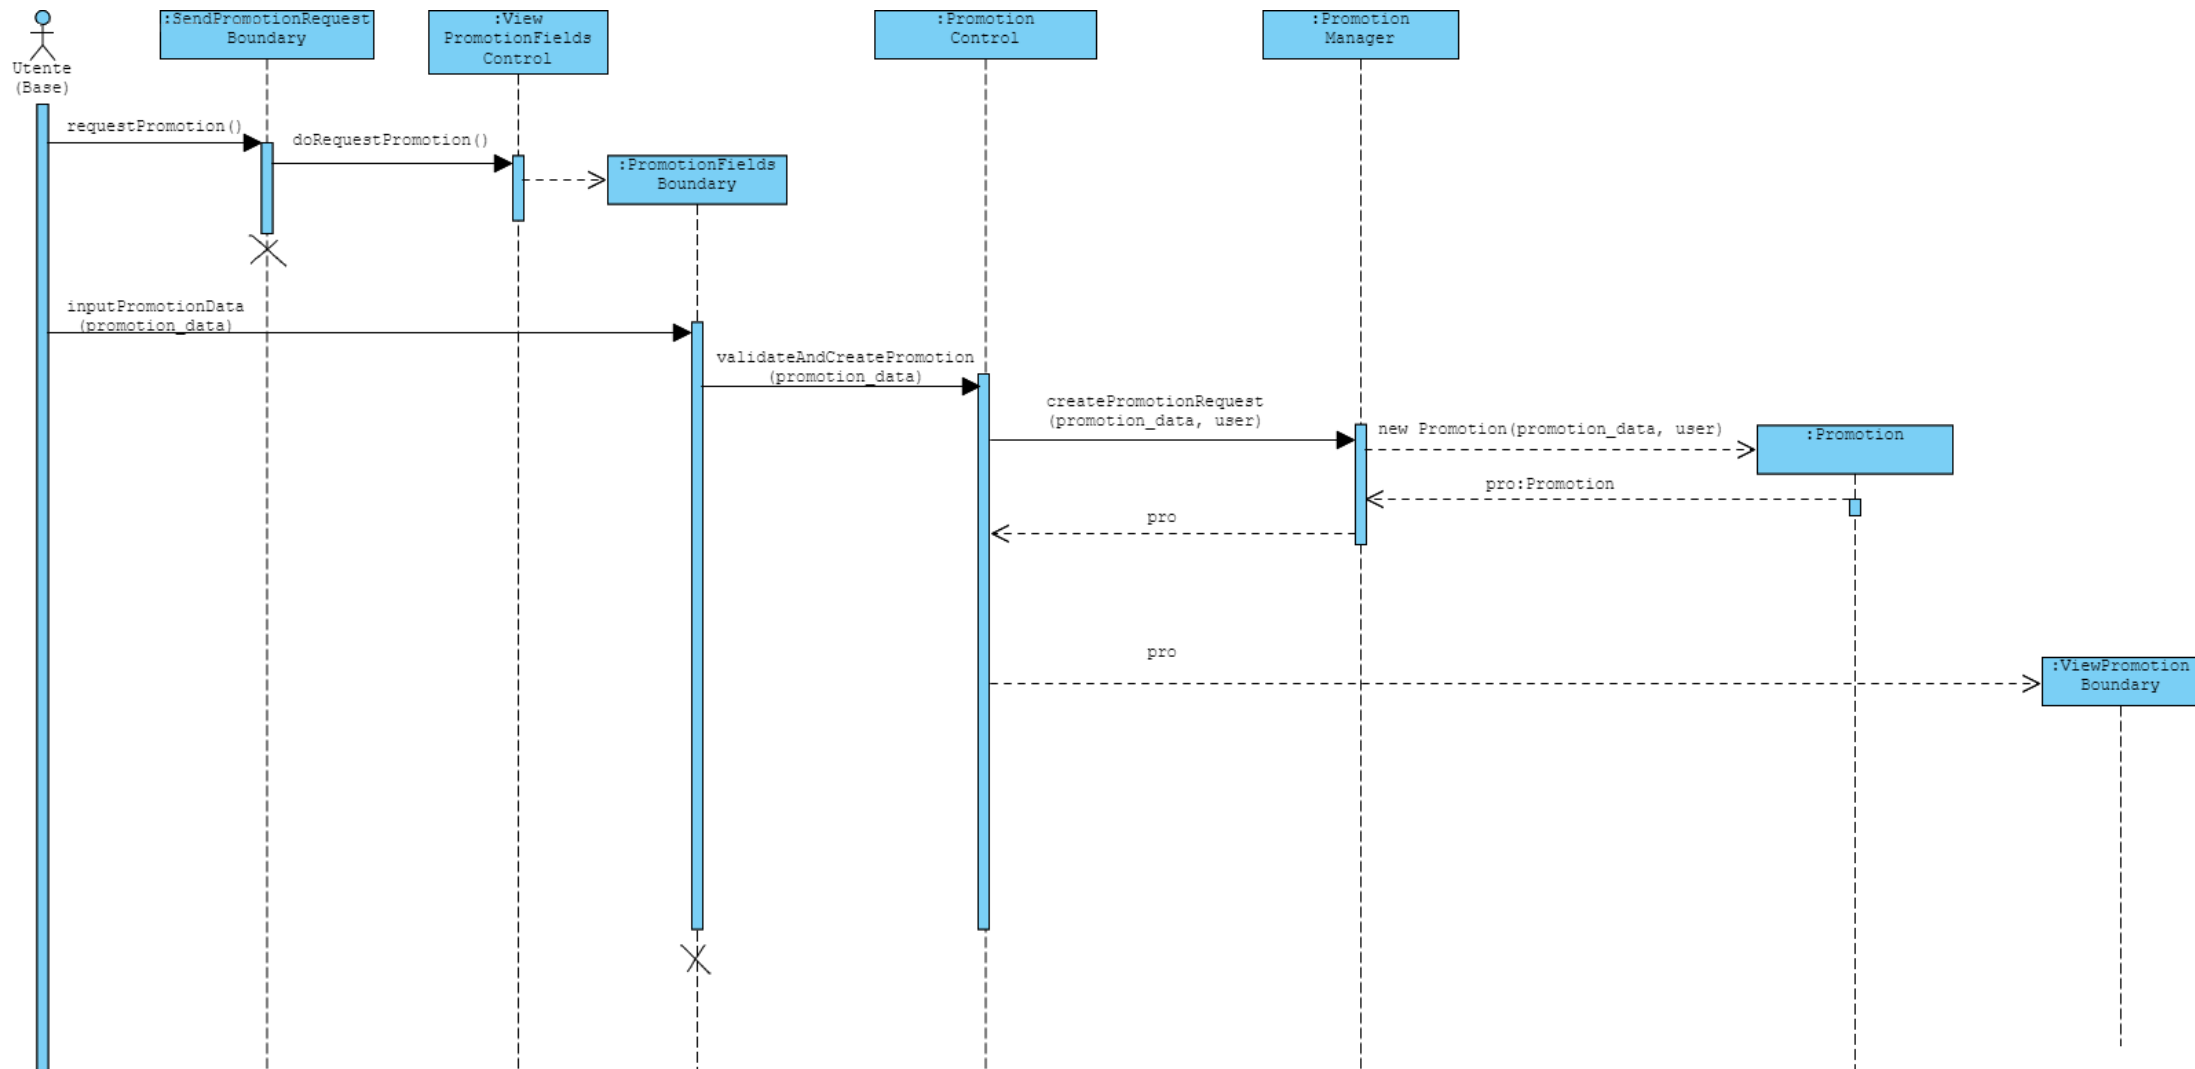 :SendPromotionRequest
Boundary
:View
PromotionFields
Control
:Promotion
Control
:Promotion
Manager
Utente
(Base)
requestPromotion()
doRequestPromotion()
:PromotionFields
Boundary
inputPromotionData
(promotion_data)
validateAndCreatePromotion
(promotion_data)
createPromotionRequest
(promotion_data, user)
new Promotion(promotion_data, user)
:Promotion
pro:Promotion
pro
pro
:ViewPromotion
Boundary